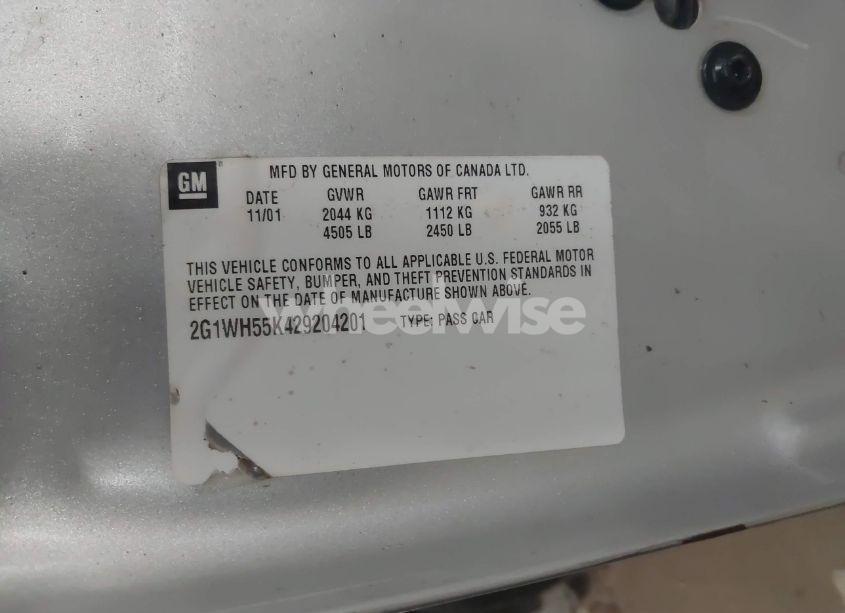 GM
MFD BY GENERAL MOTORS OF CANADA LTD.
DATE GVWR GAWR FRT GAWR RR
11/01 2044 KG 1112 KG 932 KG
4505 LB 2450 LB 2055 LB
THIS VEHICLE CONFORMS TO ALL APPLICABLE U.S. FEDERAL MOTOR
VEHICLE SAFETY, BUMPER, AND THEFT PREVENTION STANDARDS IN
EFFECT ON THE DATE OF MANUFACTURE SHOWN ABOVE.
2G1WH55K429204201 TYPE: PASS CAR
wheelwise